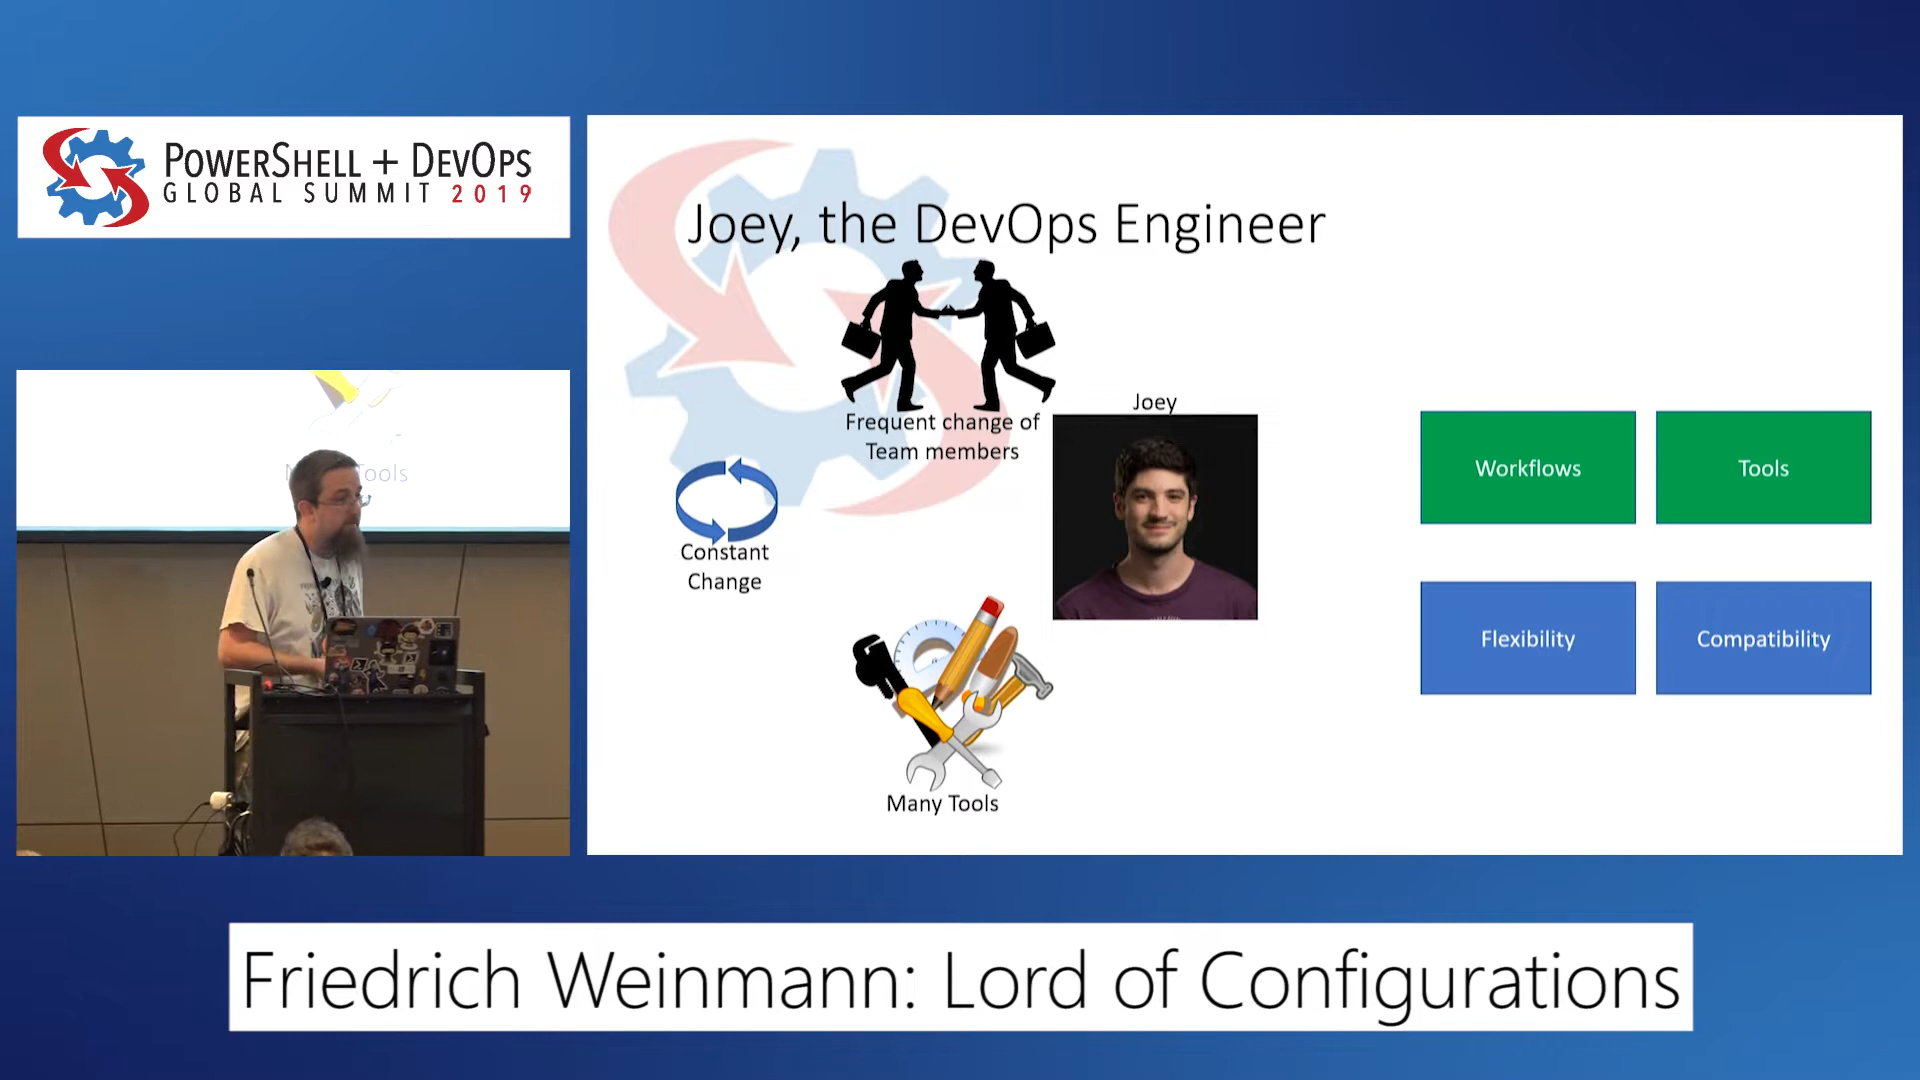 POWERSHELL + DEVOPS
GLOBAL SUMMIT 2019
Joey, the DevOps Engineer
Frequent change of
Team members
Joey
Constant
Change
Many Tools
Workflows
Tools
Flexibility
Compatibility
Tools
Friedrich Weinmann: Lord of Configurations